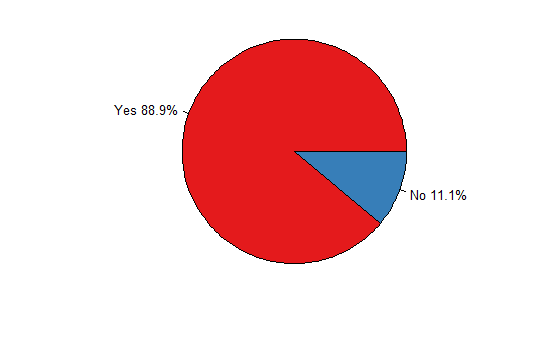 Yes 88.9%
No 11.1%